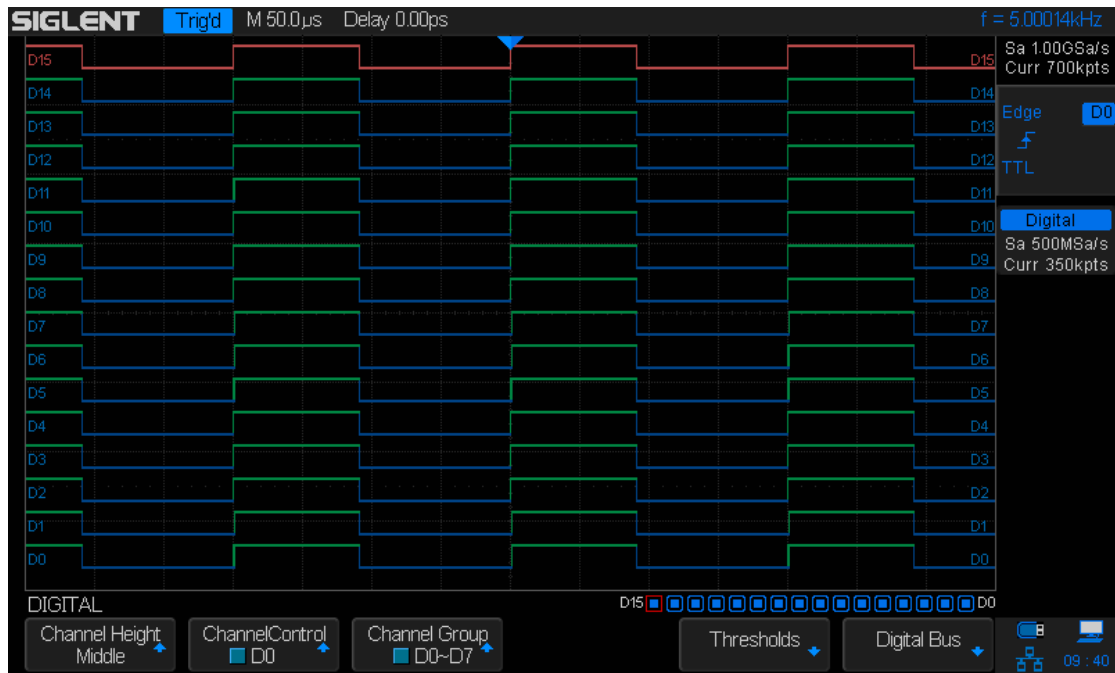 SIGLENT Trig'd M 50.0µs Delay 0.00ps f = 5.00014kHz
Sa 1.00GSa/s
Curr 700kpts
D15 D15
D14 D14
Edge D0
D13 D13
D12 D12
TTL
D11 D11
D10 D10
Digital
Sa 500MSa/s
D9 D9
Curr 350kpts
D8 D8
D7 D7
D6 D6
D5 D5
D4 D4
D3 D3
D2 D2
D1 D1
D0 D0
DIGITAL D15 D0
Channel Height
Middle
ChannelControl
D0
Channel Group
D0~D7
Thresholds
Digital Bus
09 : 40